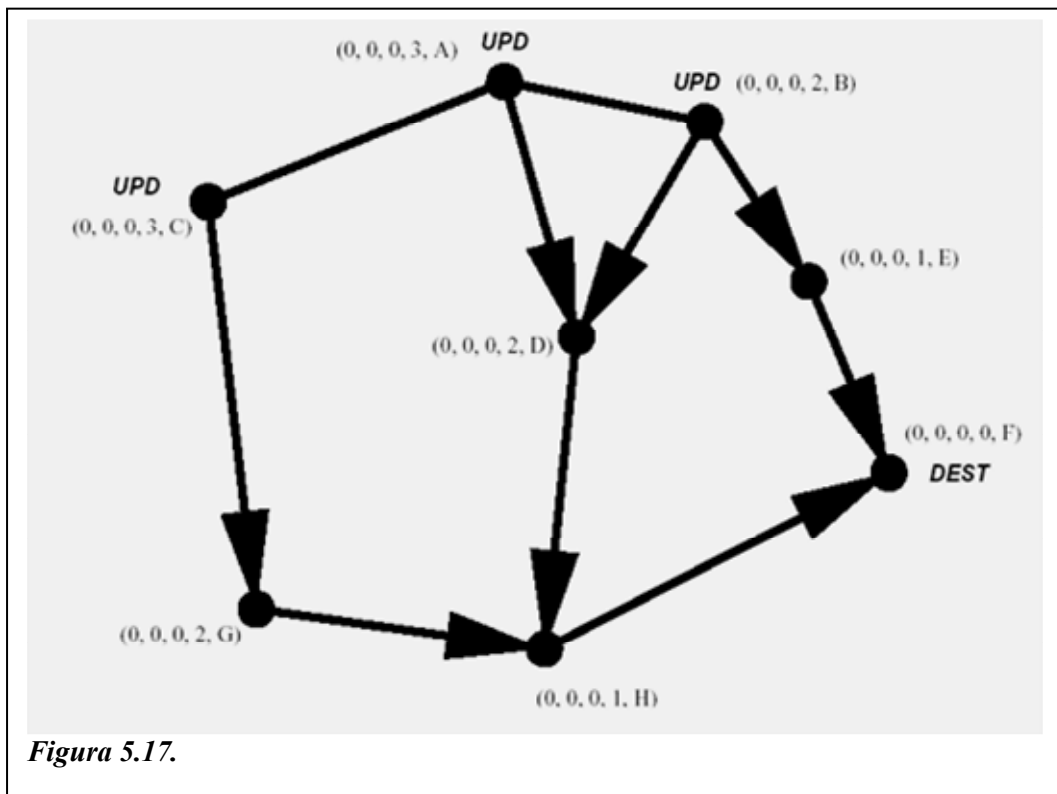 UPD
(0, 0, 0, 3, A)
UPD (0, 0, 0, 2, B)
UPD
(0, 0, 0, 3, C)
(0, 0, 0, 1, E)
(0, 0, 0, 2, D)
(0, 0, 0, 0, F)
DEST
(0, 0, 0, 2, G)
(0, 0, 0, 1, H)
Figura 5.17.